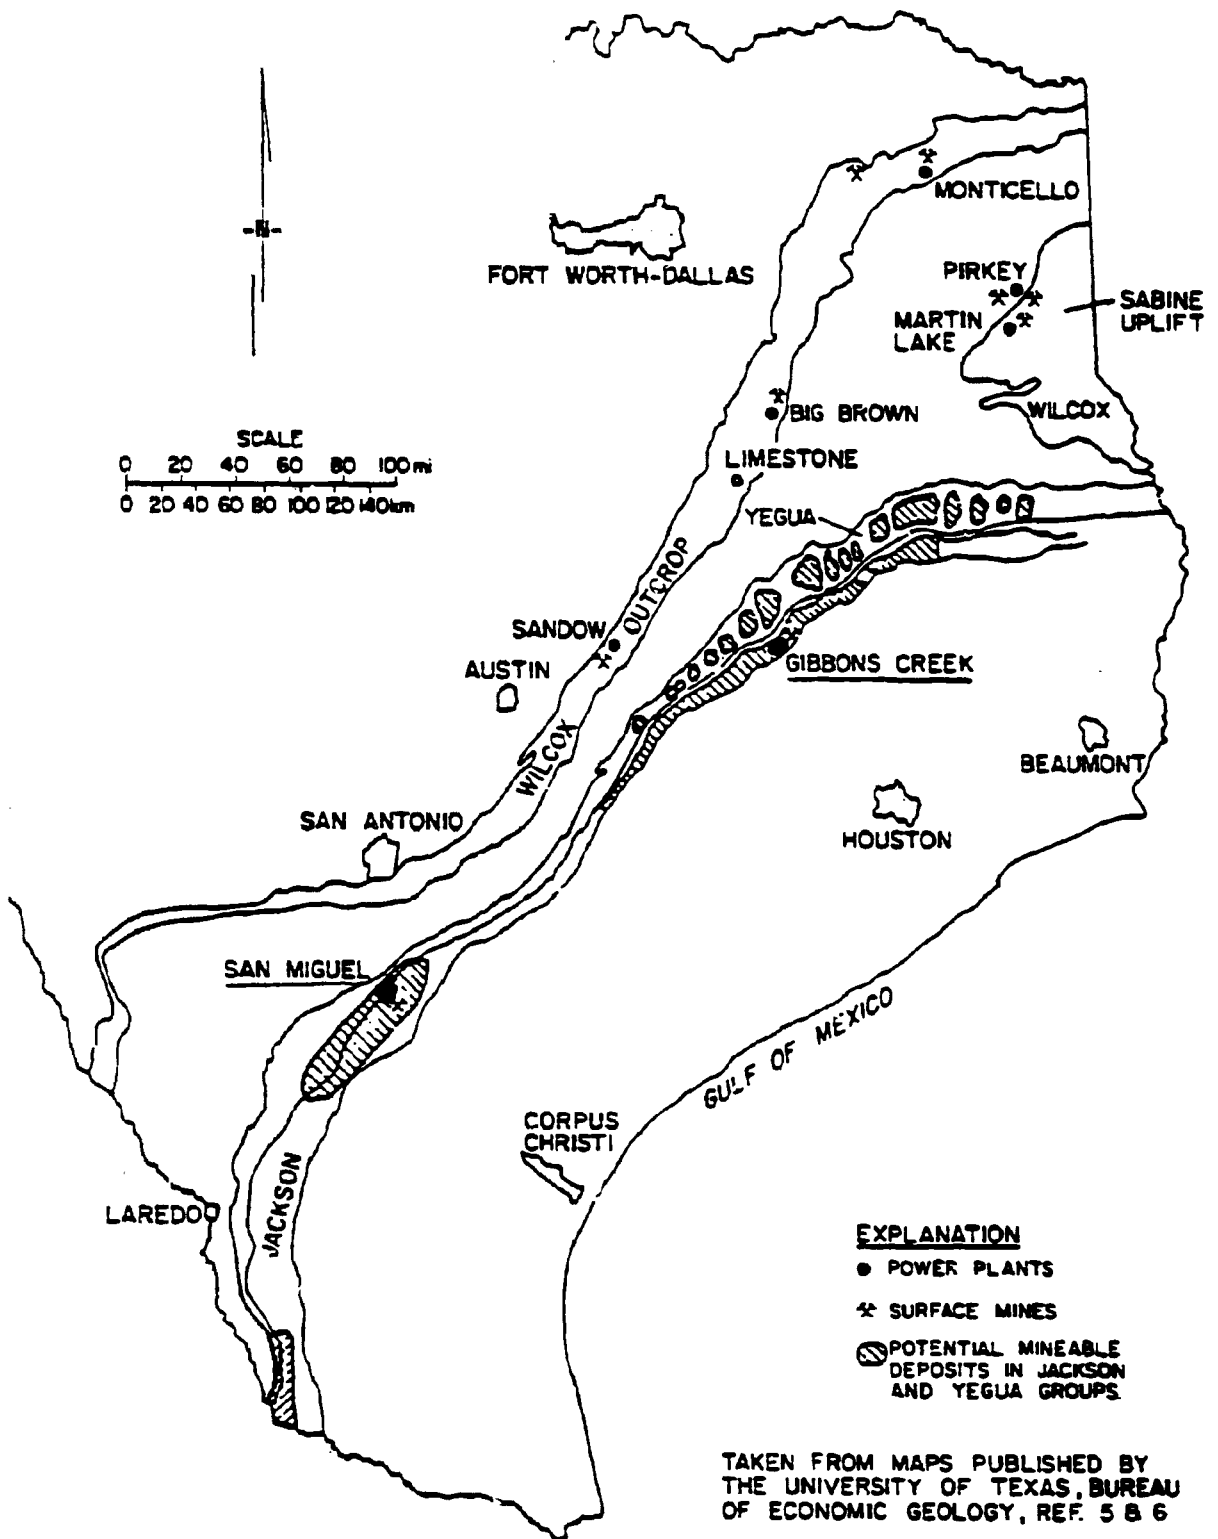 MONTICELLO
-N-
FORT WORTH-DALLAS
PIRKEY
SABINE
UPLIFT
MARTIN
LAKE
WILCOX
BIG BROWN
SCALE
0 20 40 60 80 100 mi
0 20 40 60 80 100 120 140 km
LIMESTONE
YEGUA
OUTCROP
SANDOW
GIBBONS CREEK
AUSTIN
WILCOX
BEAUMONT
SAN ANTONIO
HOUSTON
SAN MIGUEL
GULF OF MEXICO
CORPUS
CHRISTI
JACKSON
LAREDO
EXPLANATION
POWER PLANTS
SURFACE MINES
POTENTIAL MINEABLE
DEPOSITS IN JACKSON
AND YEGUA GROUPS
TAKEN FROM MAPS PUBLISHED BY
THE UNIVERSITY OF TEXAS, BUREAU
OF ECONOMIC GEOLOGY, REF. 5 & 6